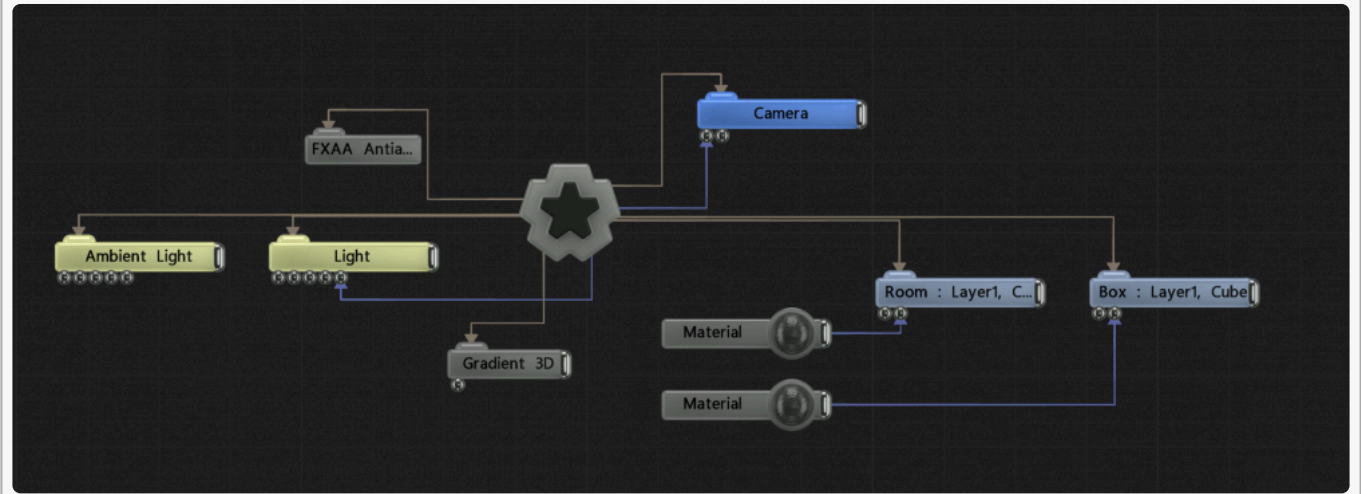 Camera
FXAA Antia...
Ambient Light
Light
Room : Layer1, C...
Box : Layer1, Cube
Material
Gradient 3D
Material